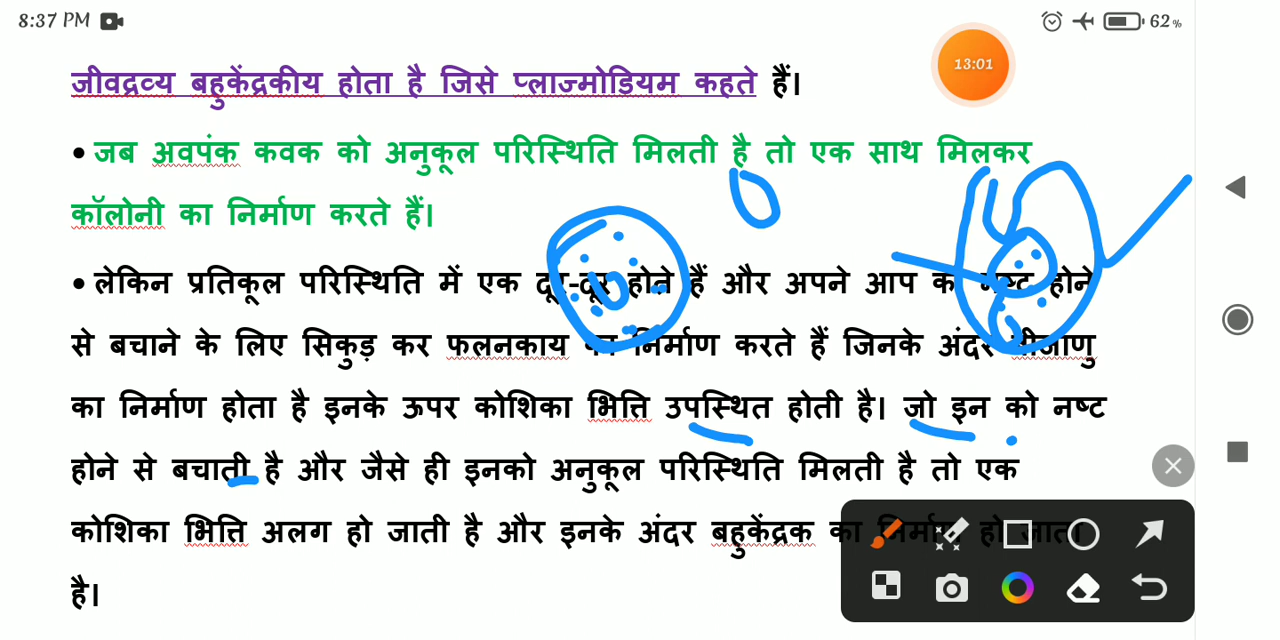 8:37 PM
62%
13:01
जीवद्रव्य बहुकेंद्रकीय होता है जिसे प्लाज्मोडियम कहते हैं।
• जब अवपंक कवक को अनुकूल परिस्थिति मिलती है तो एक साथ मिलकर
कॉलोनी का निर्माण करते हैं।
• लेकिन प्रतिकूल परिस्थिति में एक दूर-दूर होते हैं और अपने आप को नष्ट होने
से बचाने के लिए सिकुड़ कर फलनकाय का निर्माण करते हैं जिनके अंदर बीजाणु
का निर्माण होता है इनके ऊपर कोशिका भित्ति उपस्थित होती है। जो इन को नष्ट
होने से बचाती है और जैसे ही इनको अनुकूल परिस्थिति मिलती है तो एक
कोशिका भित्ति अलग हो जाती है और इनके अंदर बहुकेंद्रक का निर्माण हो जाता
है।